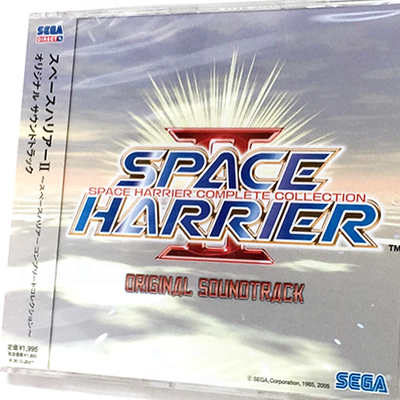 SEGA
DIRECT
スペースハリアーII
～スペースハリアー コンプリートコレクション～
オリジナル サウンドトラック
II
SPACE
SPACE HARRIER COMPLETE COLLECTION
HARRIER
TM
ORIGINAL SOUNDTRACK
定価¥1,995
© SEGA Corporation, 1985, 2005
SEGA